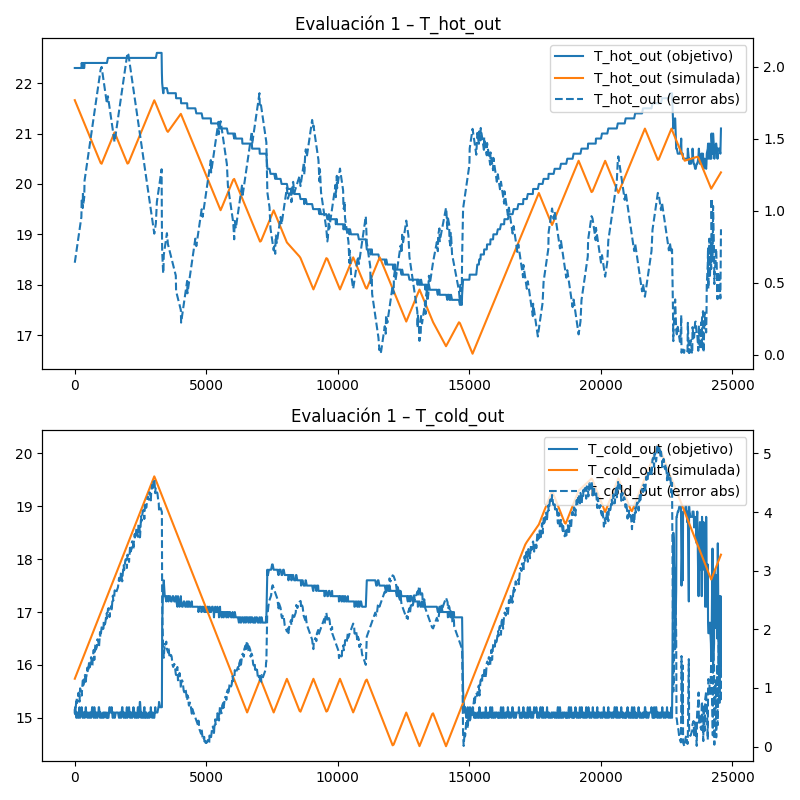 Evaluación 1 – T_hot_out
T_hot_out (objetivo)
T_hot_out (simulada)
T_hot_out (error abs)
22
21
20
19
18
17
2.0
1.5
1.0
0.5
0.0
0 5000 10000 15000 20000 25000
Evaluación 1 – T_cold_out
T_cold_out (objetivo)
T_cold_out (simulada)
T_cold_out (error abs)
20
19
18
17
16
15
5
4
3
2
1
0
0 5000 10000 15000 20000 25000